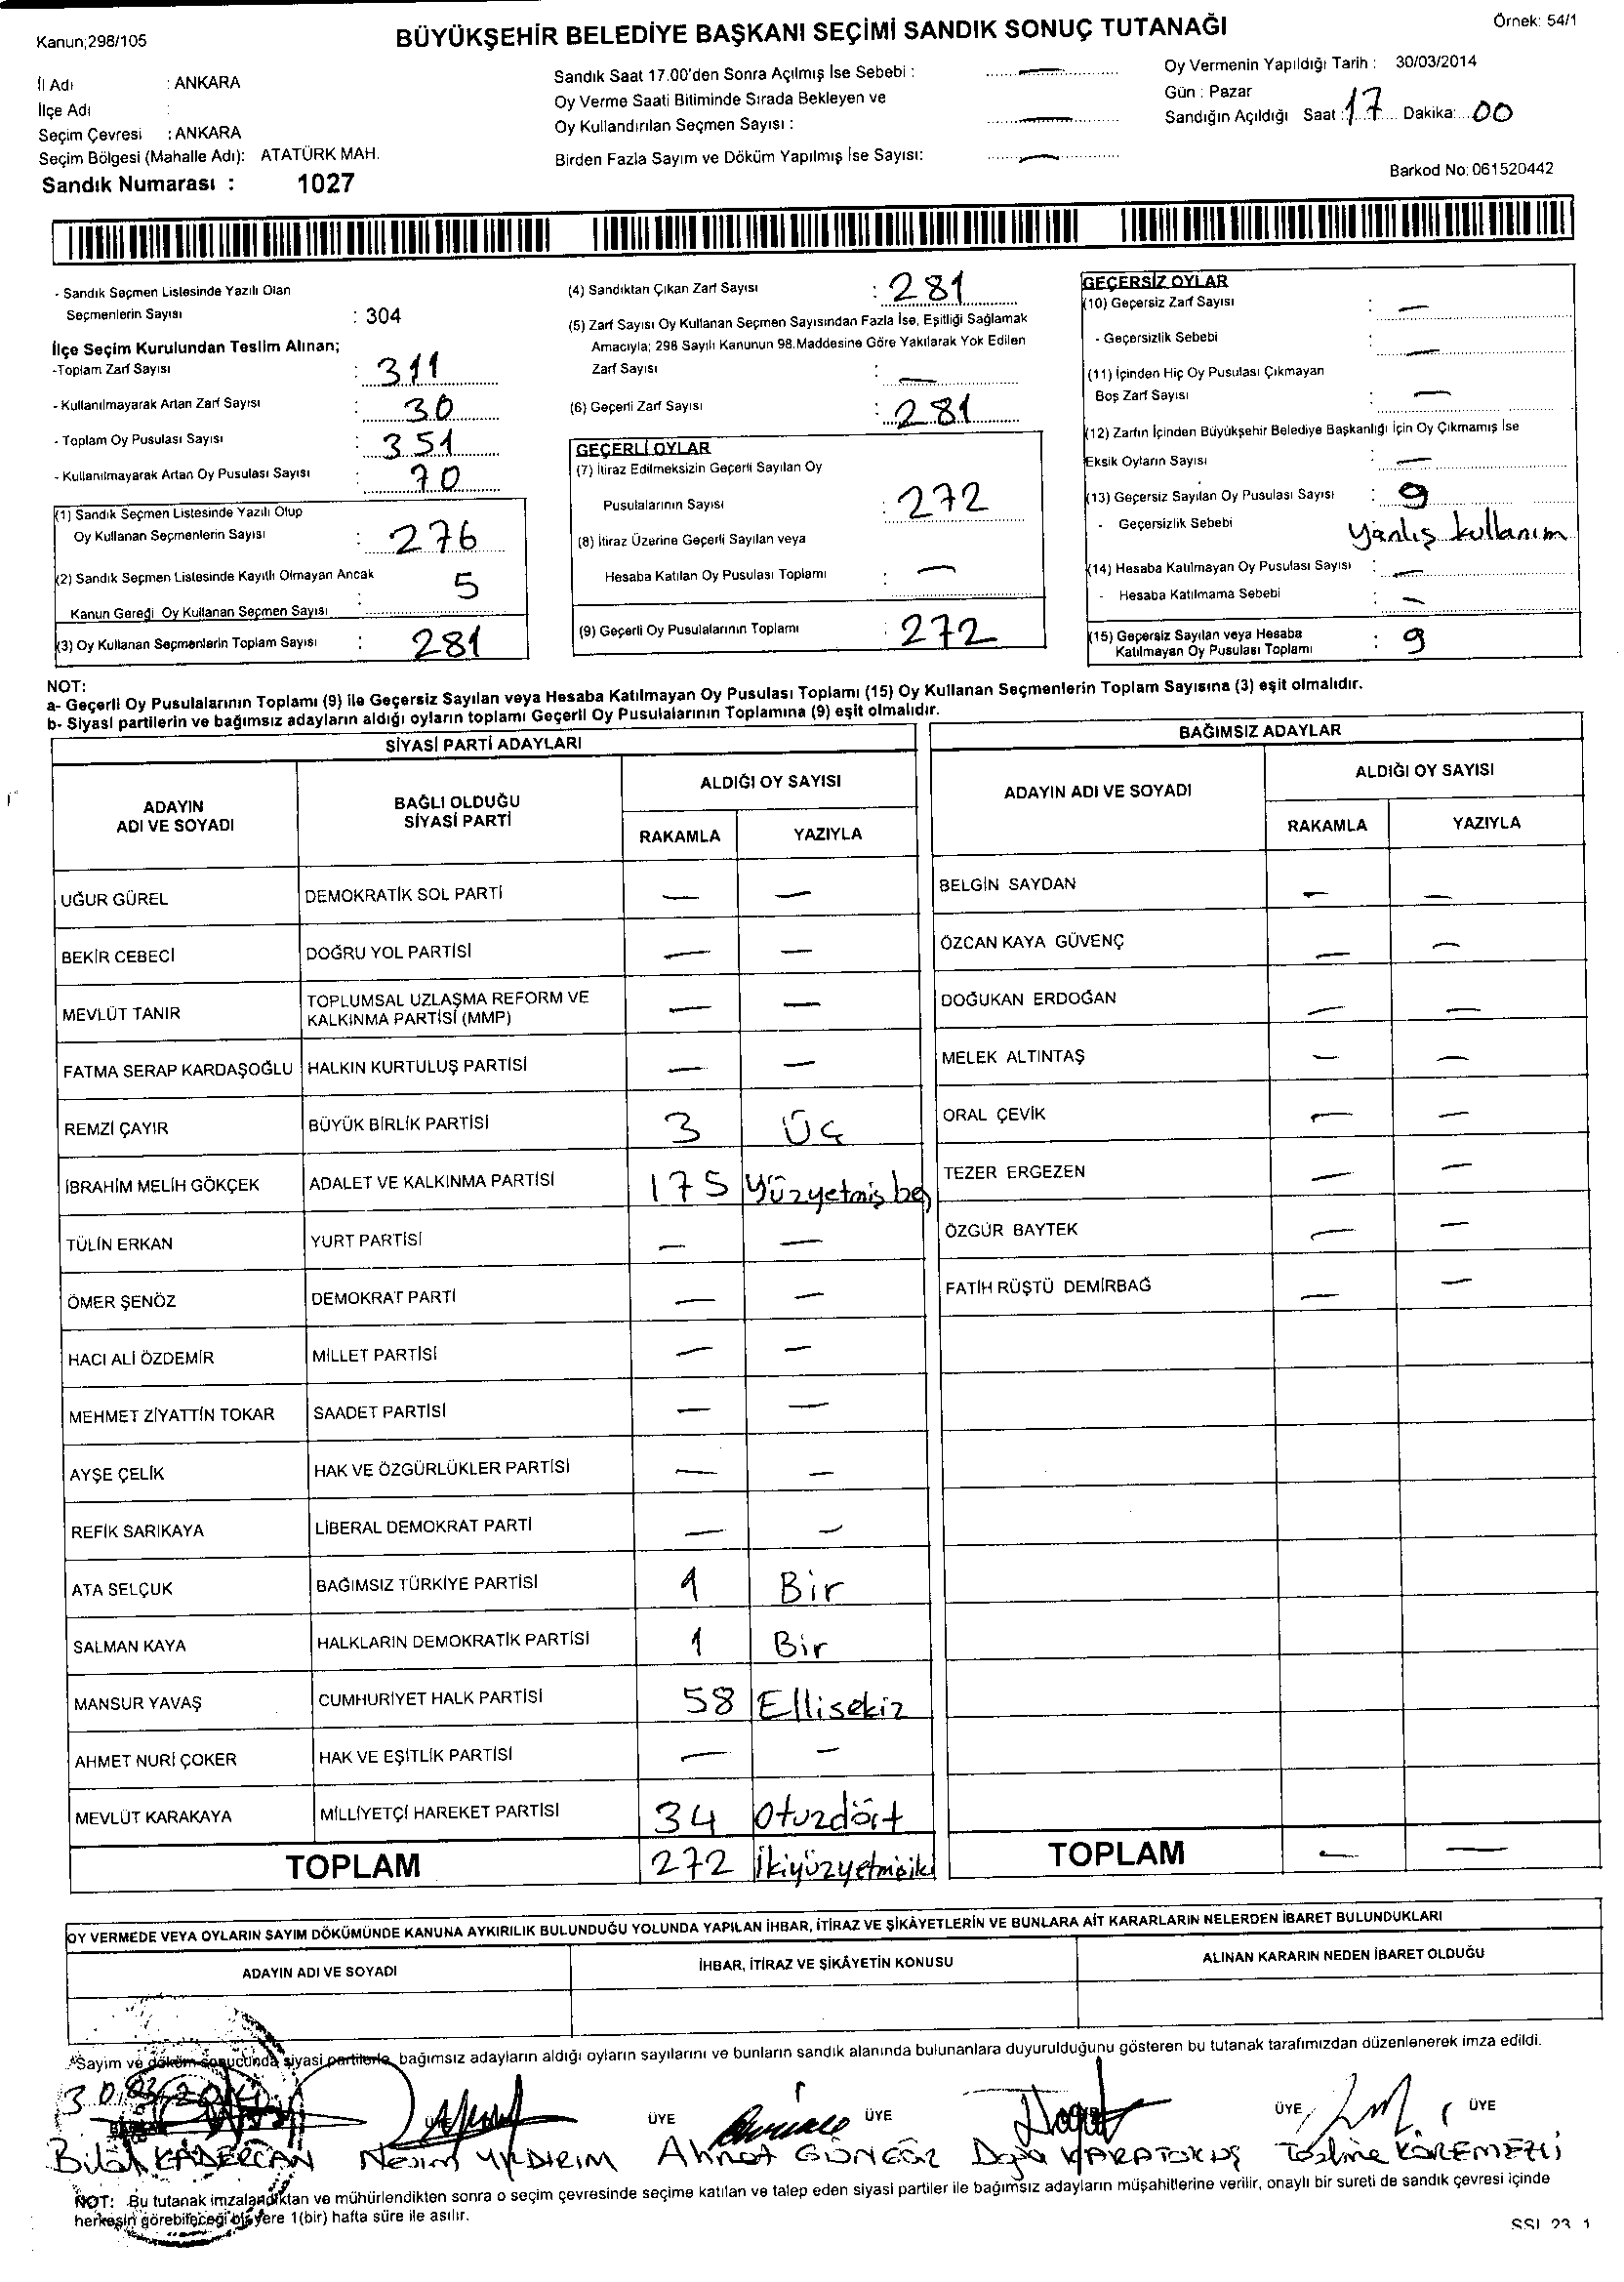 Kanun;298/105
BÜYÜKŞEHİR BELEDİYE BAŞKANI SEÇİMİ SANDIK SONUÇ TUTANAĞI
Örnek: 54/1
İl Adı : ANKARA
İlçe Adı :
Seçim Çevresi : ANKARA
Seçim Bölgesi (Mahalle Adı): ATATÜRK MAH.
Sandık Numarası : 1027
Sandık Saat 17.00'den Sonra Açılmış İse Sebebi : —
Oy Verme Saati Bitiminde Sırada Bekleyen ve
Oy Kullandırılan Seçmen Sayısı : —
Birden Fazla Sayım ve Döküm Yapılmış İse Sayısı: —
Oy Vermenin Yapıldığı Tarih : 30/03/2014
Gün : Pazar
Sandığın Açıldığı Saat : 17 Dakika: 00
Barkod No: 061520442
- Sandık Seçmen Listesinde Yazılı Olan
Seçmenlerin Sayısı : 304
İlçe Seçim Kurulundan Teslim Alınan;
-Toplam Zarf Sayısı : 311
- Kullanılmayarak Artan Zarf Sayısı : 30
- Toplam Oy Pusulası Sayısı : 351
- Kullanılmayarak Artan Oy Pusulası Sayısı : 70
(1) Sandık Seçmen Listesinde Yazılı Olup
Oy Kullanan Seçmenlerin Sayısı : 276
(2) Sandık Seçmen Listesinde Kayıtlı Olmayan Ancak
Kanun Gereği Oy Kullanan Seçmen Sayısı : 5
(3) Oy Kullanan Seçmenlerin Toplam Sayısı : 281
(4) Sandıktan Çıkan Zarf Sayısı : 281
(5) Zarf Sayısı Oy Kullanan Seçmen Sayısından Fazla İse, Eşitliği Sağlamak
Amacıyla; 298 Sayılı Kanunun 98.Maddesine Göre Yakılarak Yok Edilen
Zarf Sayısı : —
(6) Geçerli Zarf Sayısı : 281
GEÇERLİ OYLAR
(7) İtiraz Edilmeksizin Geçerli Sayılan Oy
Pusulalarının Sayısı : 272
(8) İtiraz Üzerine Geçerli Sayılan veya
Hesaba Katılan Oy Pusulası Toplamı : —
(9) Geçerli Oy Pusulalarının Toplamı : 272
GEÇERSİZ OYLAR
(10) Geçersiz Zarf Sayısı : —
- Geçersizlik Sebebi : —
(11) İçinden Hiç Oy Pusulası Çıkmayan
Boş Zarf Sayısı : —
(12) Zarfın İçinden Büyükşehir Belediye Başkanlığı İçin Oy Çıkmamış İse
Eksik Oyların Sayısı : —
(13) Geçersiz Sayılan Oy Pusulası Sayısı : 9
- Geçersizlik Sebebi yanlış kullanım
(14) Hesaba Katılmayan Oy Pusulası Sayısı : —
- Hesaba Katılmama Sebebi : —
(15) Geçersiz Sayılan veya Hesaba
Katılmayan Oy Pusulası Toplamı : 9
NOT:
a- Geçerli Oy Pusulalarının Toplamı (9) ile Geçersiz Sayılan veya Hesaba Katılmayan Oy Pusulası Toplamı (15) Oy Kullanan Seçmenlerin Toplam Sayısına (3) eşit olmalıdır.
b- Siyasi partilerin ve bağımsız adayların aldığı oyların toplamı Geçerli Oy Pusulalarının Toplamına (9) eşit olmalıdır.
SİYASİ PARTİ ADAYLARI
ADAYIN ADI VE SOYADI
BAĞLI OLDUĞU SİYASİ PARTİ
ALDIĞI OY SAYISI
RAKAMLA YAZIYLA
UĞUR GÜREL DEMOKRATİK SOL PARTİ — —
BEKİR CEBECİ DOĞRU YOL PARTİSİ — —
MEVLÜT TANIR TOPLUMSAL UZLAŞMA REFORM VE
KALKINMA PARTİSİ (MMP) — —
FATMA SERAP KARDAŞOĞLU HALKIN KURTULUŞ PARTİSİ — —
REMZİ ÇAYIR BÜYÜK BİRLİK PARTİSİ 3 Üç
İBRAHİM MELİH GÖKÇEK ADALET VE KALKINMA PARTİSİ 175 Yüzyetmiş beş
TÜLİN ERKAN YURT PARTİSİ — —
ÖMER ŞENÖZ DEMOKRAT PARTİ — —
HACI ALİ ÖZDEMİR MİLLET PARTİSİ — —
MEHMET ZİYATTİN TOKAR SAADET PARTİSİ — —
AYŞE ÇELİK HAK VE ÖZGÜRLÜKLER PARTİSİ — —
REFİK SARIKAYA LİBERAL DEMOKRAT PARTİ — —
ATA SELÇUK BAĞIMSIZ TÜRKİYE PARTİSİ 1 Bir
SALMAN KAYA HALKLARIN DEMOKRATİK PARTİSİ 1 Bir
MANSUR YAVAŞ CUMHURİYET HALK PARTİSİ 58 Ellisekiz
AHMET NURİ ÇOKER HAK VE EŞİTLİK PARTİSİ — —
MEVLÜT KARAKAYA MİLLİYETÇİ HAREKET PARTİSİ 34 Otuzdört
TOPLAM 272 İkiyüzyetmişiki
BAĞIMSIZ ADAYLAR
ADAYIN ADI VE SOYADI
ALDIĞI OY SAYISI
RAKAMLA YAZIYLA
BELGİN SAYDAN — —
ÖZCAN KAYA GÜVENÇ — —
DOĞUKAN ERDOĞAN — —
MELEK ALTINTAŞ — —
ORAL ÇEVİK — —
TEZER ERGEZEN — —
ÖZGÜR BAYTEK — —
FATİH RÜŞTÜ DEMİRBAĞ — —
TOPLAM — —
OY VERMEDE VEYA OYLARIN SAYIM DÖKÜMÜNDE KANUNA AYKIRILIK BULUNDUĞU YOLUNDA YAPILAN İHBAR, İTİRAZ VE ŞİKÂYETLERİN VE BUNLARA AİT KARARLARIN NELERDEN İBARET BULUNDUKLARI
ADAYIN ADI VE SOYADI
İHBAR, İTİRAZ VE ŞİKÂYETİN KONUSU
ALINAN KARARIN NEDEN İBARET OLDUĞU
"Sayım ve döküm sonucunda siyasi partilerle, bağımsız adayların aldığı oyların sayılarını ve bunların sandık alanında bulunanlara duyurulduğunu gösteren bu tutanak tarafımızdan düzenlenerek imza edildi.
30.03.2014
ÜYE ÜYE ÜYE ÜYE
Bilal KADERCAN Nesim YILDIRIM Ahmet GÜNGÖR
NOT: Bu tutanak imzalandıktan ve mühürlendikten sonra o seçim çevresinde seçime katılan ve talep eden siyasi partiler ile bağımsız adayların müşahitlerine verilir, onaylı bir sureti de sandık çevresi içinde
herkesin görebileceği bir yere 1(bir) hafta süre ile asılır.